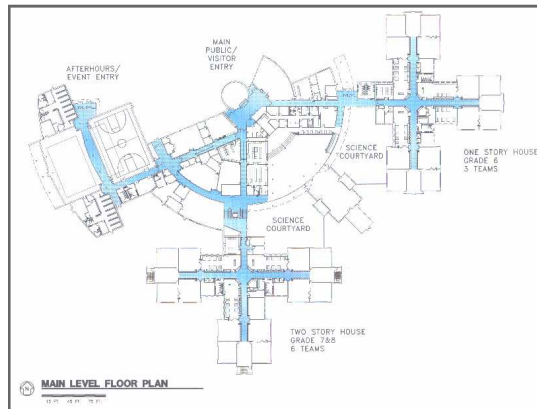 MAIN
PUBLIC/
VISITOR
ENTRY
AFTERHOURS/
EVENT ENTRY
SCIENCE
COURTYARD
ONE STORY HOUSE
GRADE 6
3 TEAMS
SCIENCE
COURTYARD
TWO STORY HOUSE
GRADE 7&8
6 TEAMS
MAIN LEVEL FLOOR PLAN